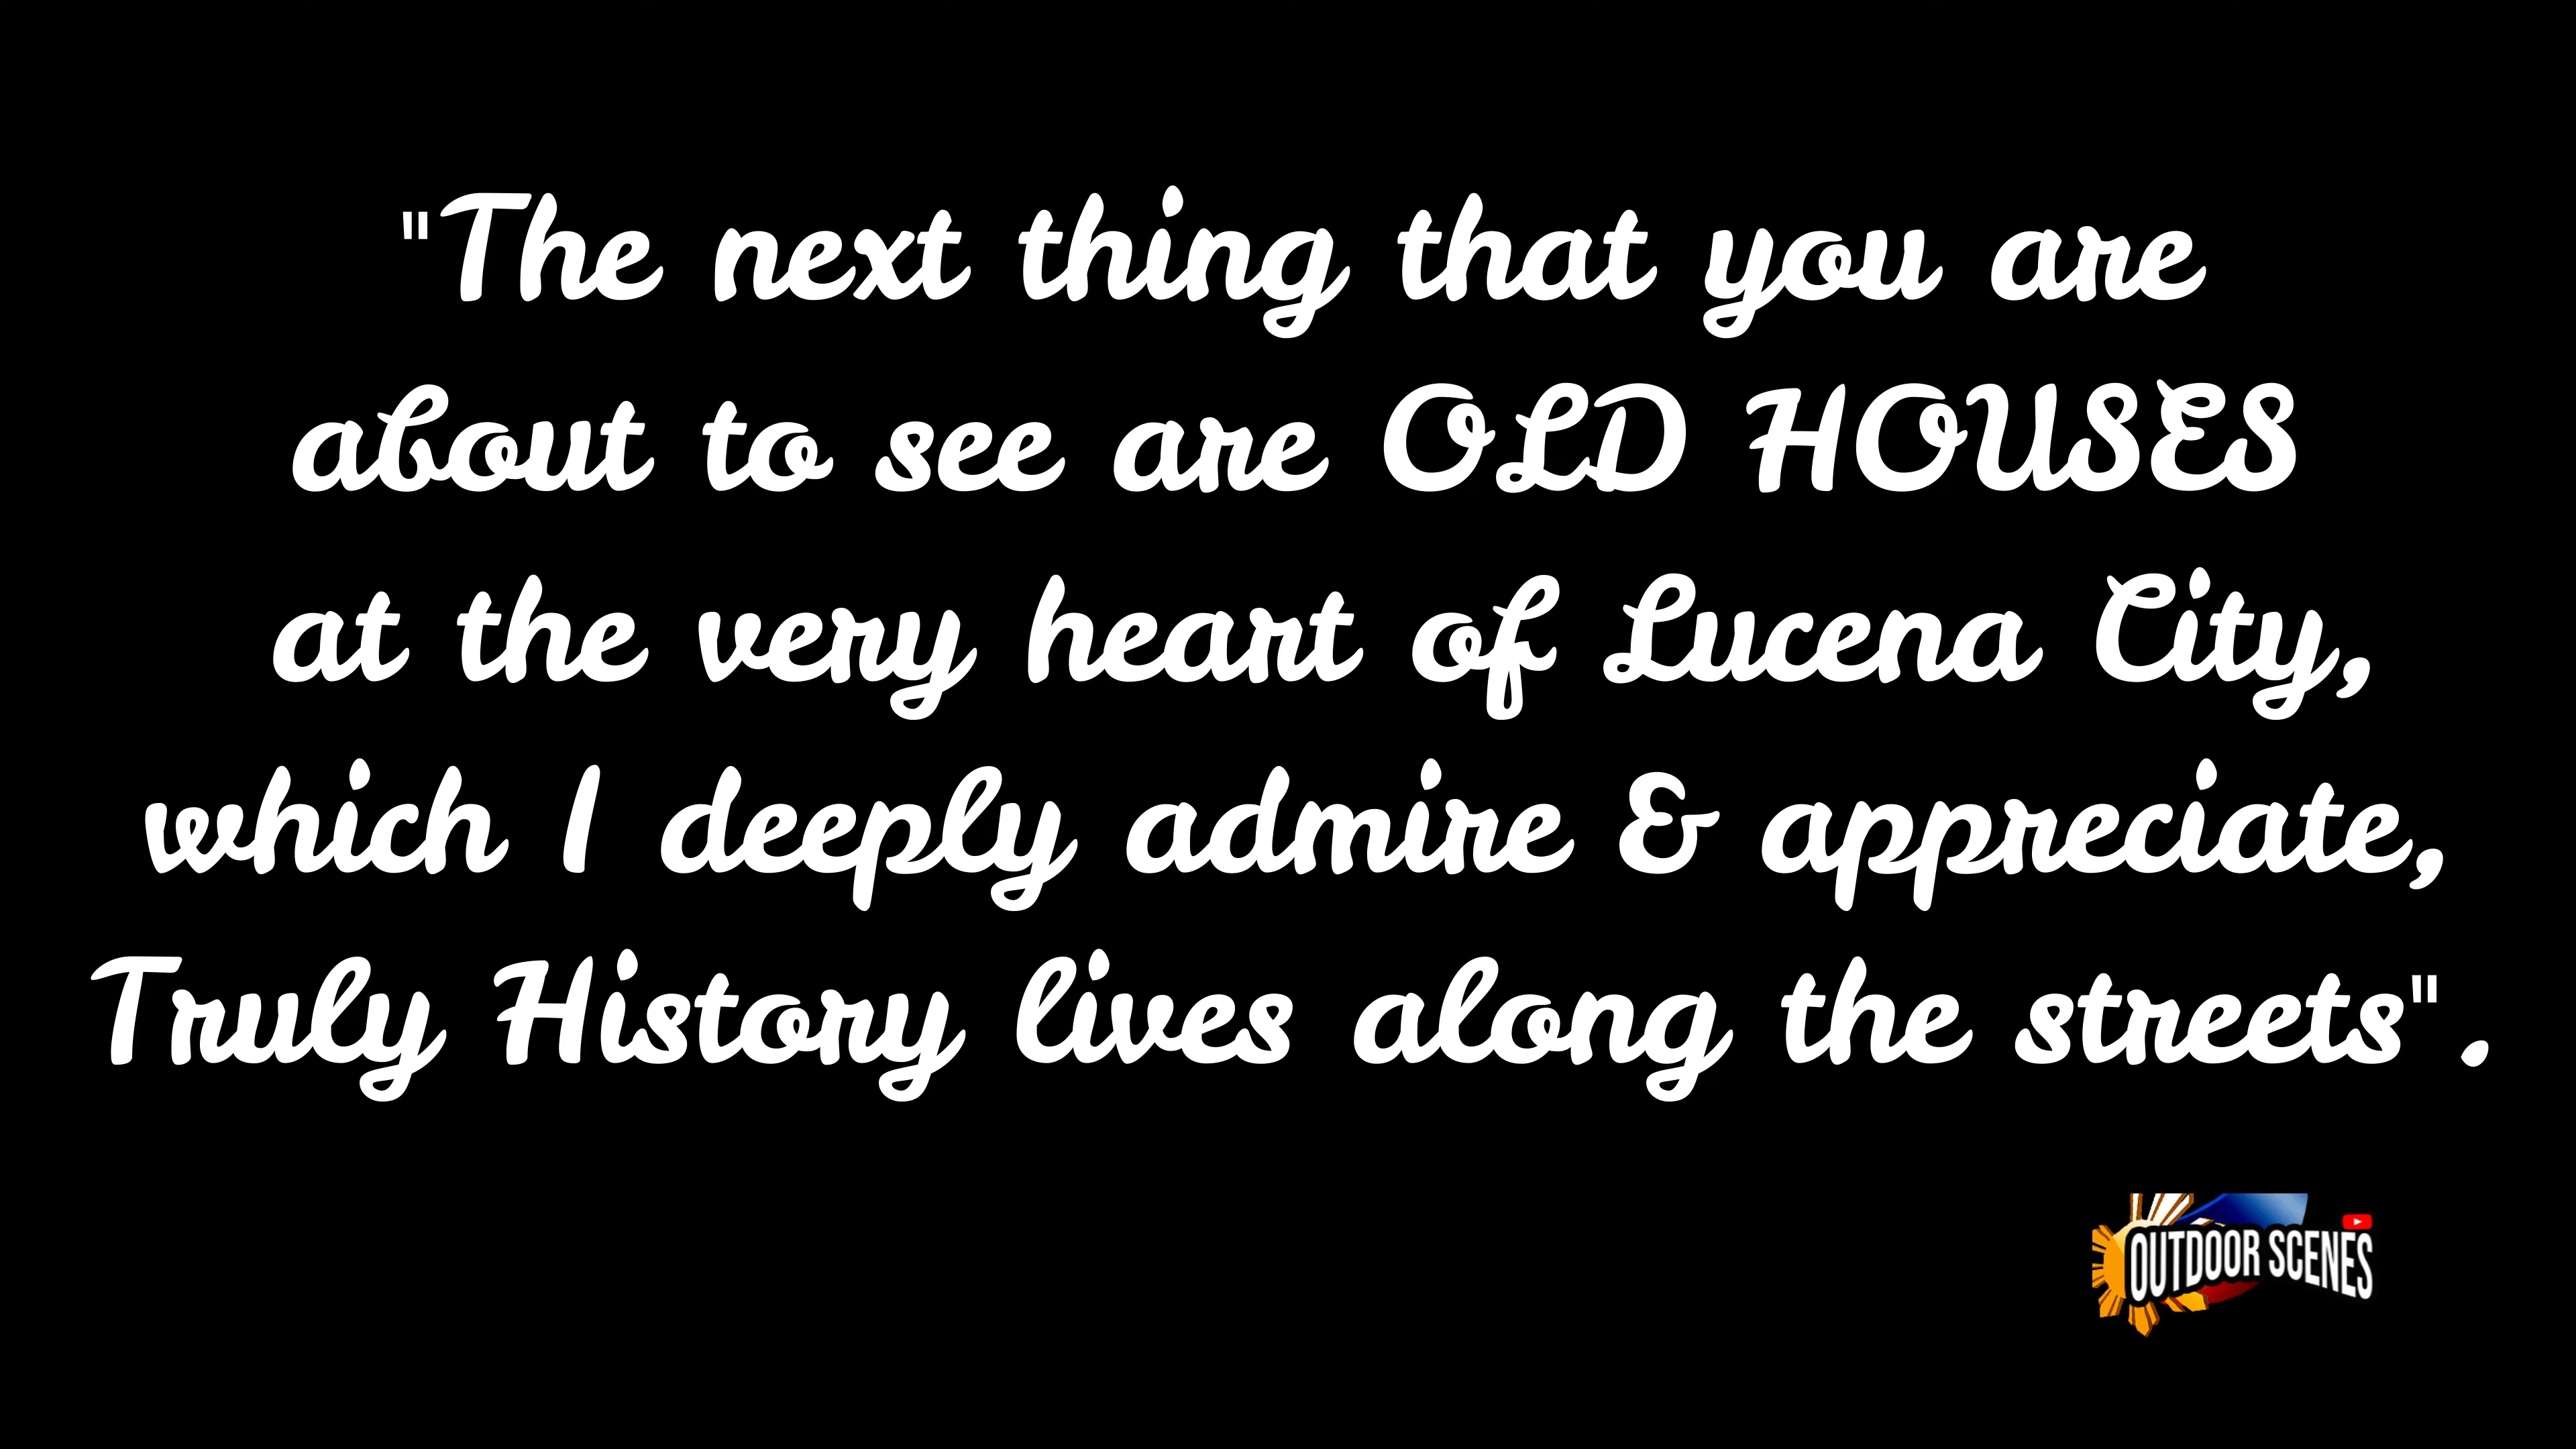 "The next thing that you are
about to see are OLD HOUSES
at the very heart of Lucena City,
which I deeply admire & appreciate,
Truly History lives along the streets".
OUTDOOR SCENES